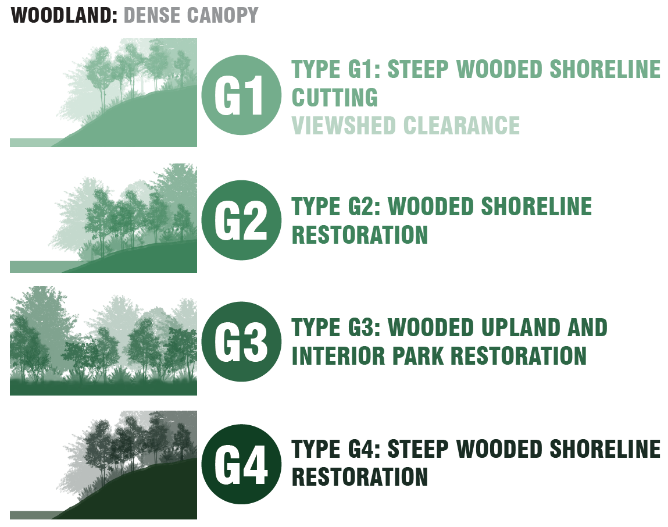 WOODLAND: DENSE CANOPY
G1
TYPE G1: STEEP WOODED SHORELINE
CUTTING
VIEWSHED CLEARANCE
G2
TYPE G2: WOODED SHORELINE
RESTORATION
G3
TYPE G3: WOODED UPLAND AND
INTERIOR PARK RESTORATION
G4
TYPE G4: STEEP WOODED SHORELINE
RESTORATION